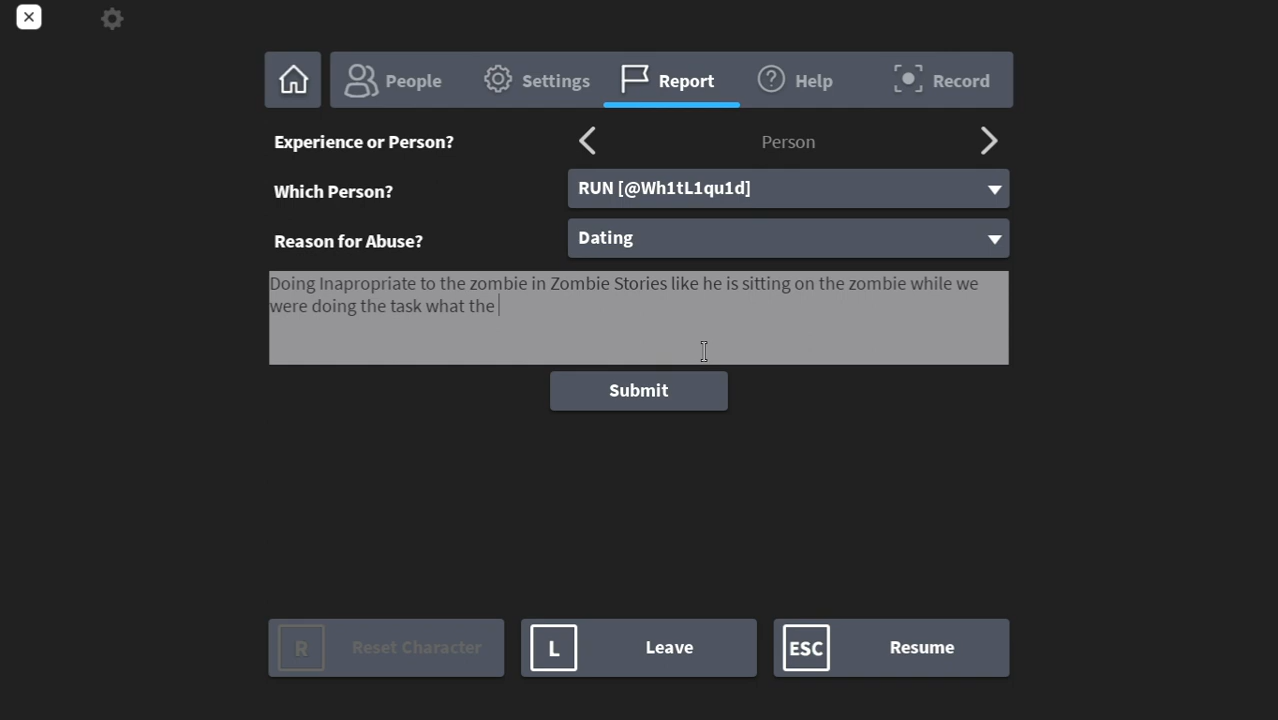 People
Settings
Report
Help
Record
Experience or Person?
Person
Which Person?
RUN [@Wh1tL1qu1d]
Reason for Abuse?
Dating
Doing Inapropriate to the zombie in Zombie Stories like he is sitting on the zombie while we
were doing the task what the
Submit
R
Reset Character
L
Leave
ESC
Resume